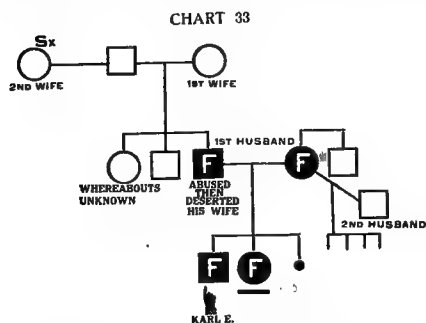 CHART 33
Sx
2ND WIFE
1ST WIFE
1ST HUSBAND
F
F
WHEREABOUTS
UNKNOWN
ABUSED
THEN
DESERTED
HIS WIFE
2ND HUSBAND
F
F
KARL E.